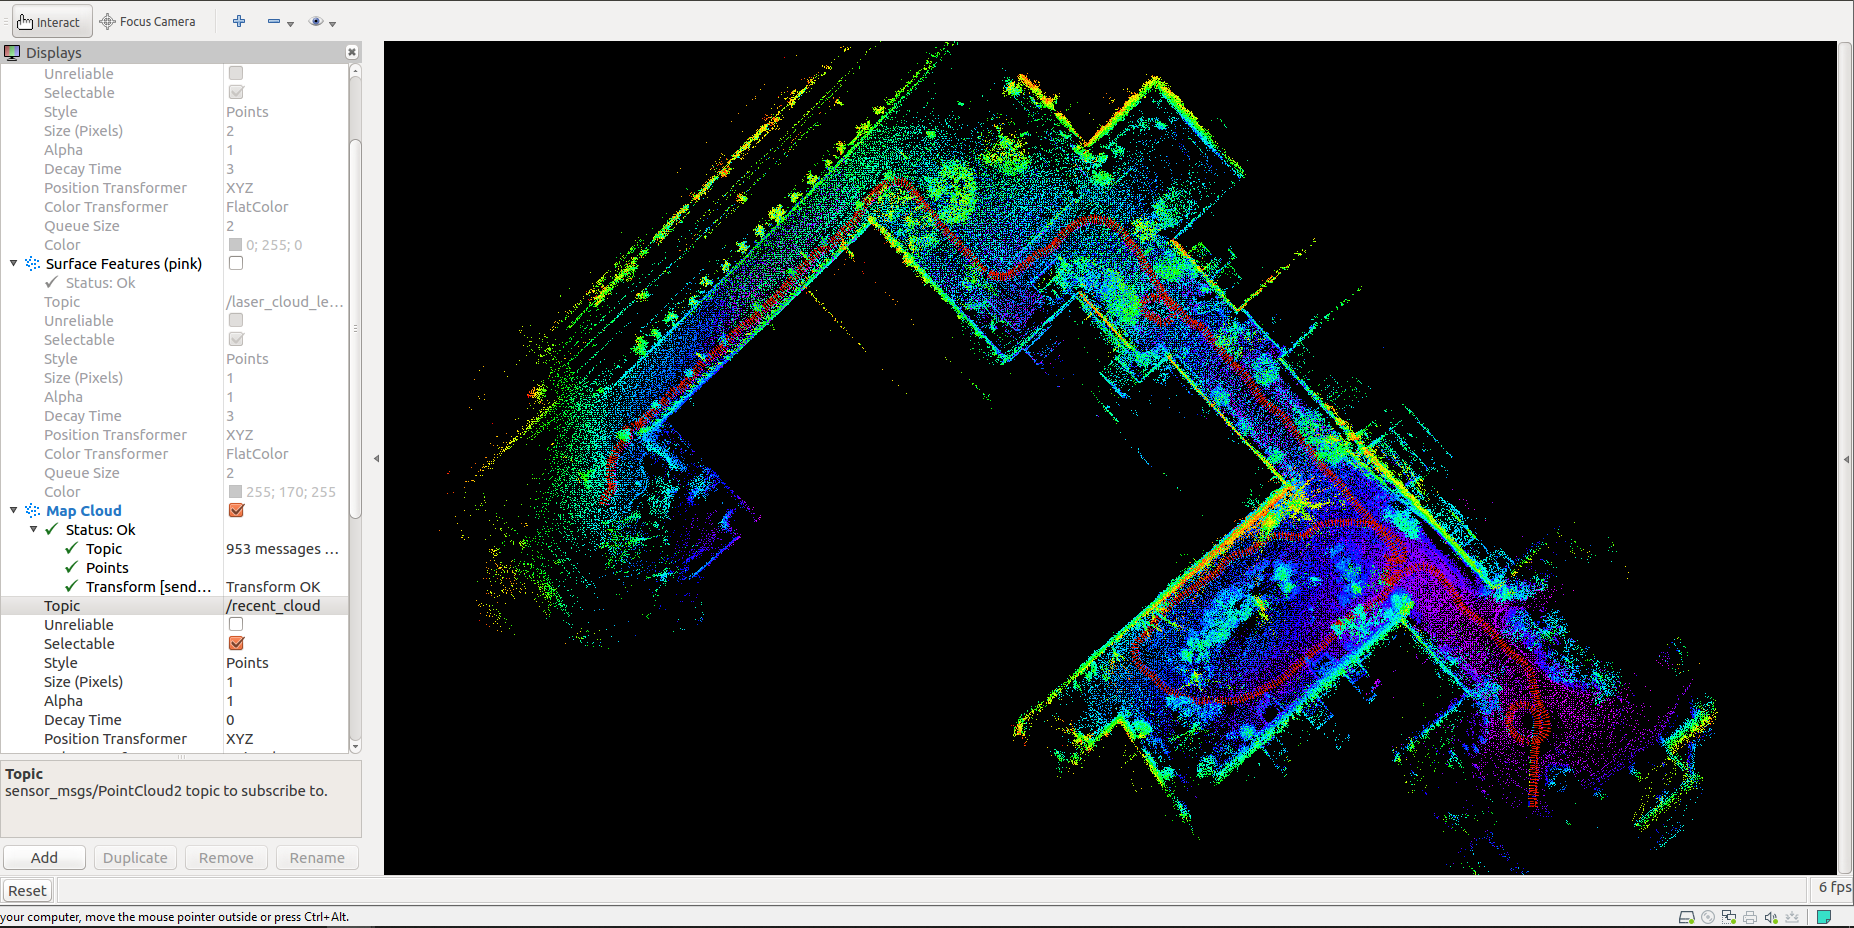 Interact Focus Camera
Displays
Unreliable
Selectable
Style Points
Size (Pixels) 2
Alpha 1
Decay Time 3
Position Transformer XYZ
Color Transformer FlatColor
Queue Size 2
Color 0; 255; 0
Surface Features (pink)
Status: Ok
Topic /laser_cloud_le...
Unreliable
Selectable
Style Points
Size (Pixels) 1
Alpha 1
Decay Time 3
Position Transformer XYZ
Color Transformer FlatColor
Queue Size 2
Color 255; 170; 255
Map Cloud
Status: Ok
Topic 953 messages ...
Points
Transform [send... Transform OK
Topic /recent_cloud
Unreliable
Selectable
Style Points
Size (Pixels) 1
Alpha 1
Decay Time 0
Position Transformer XYZ
Topic
sensor_msgs/PointCloud2 topic to subscribe to.
Add Duplicate Remove Rename
Reset 6 fps
your computer, move the mouse pointer outside or press Ctrl+Alt.